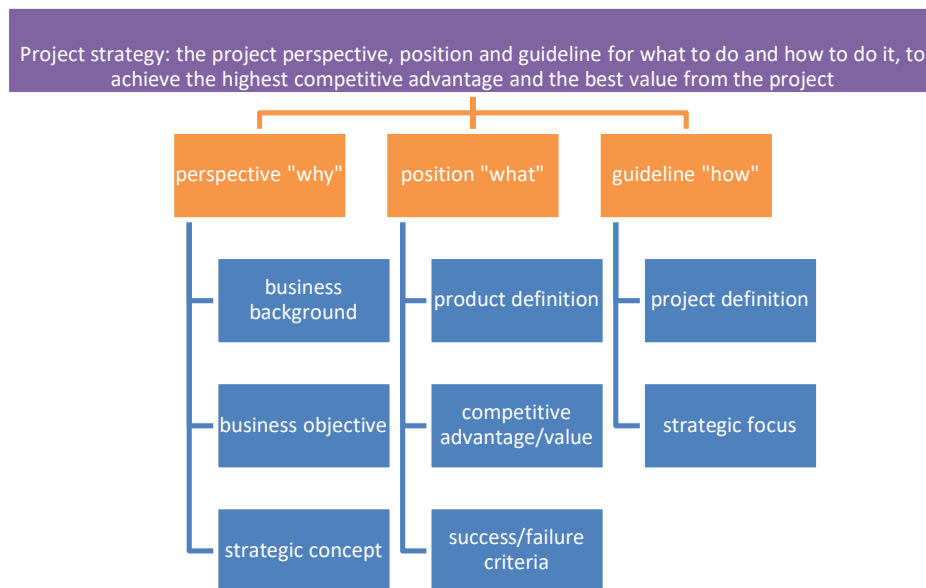 Project strategy: the project perspective, position and guideline for what to do and how to do it, to
achieve the highest competitive advantage and the best value from the project
perspective "why"
position "what"
guideline "how"
business
background
product definition
project definition
business objective
competitive
advantage/value
strategic focus
strategic concept
success/failure
criteria